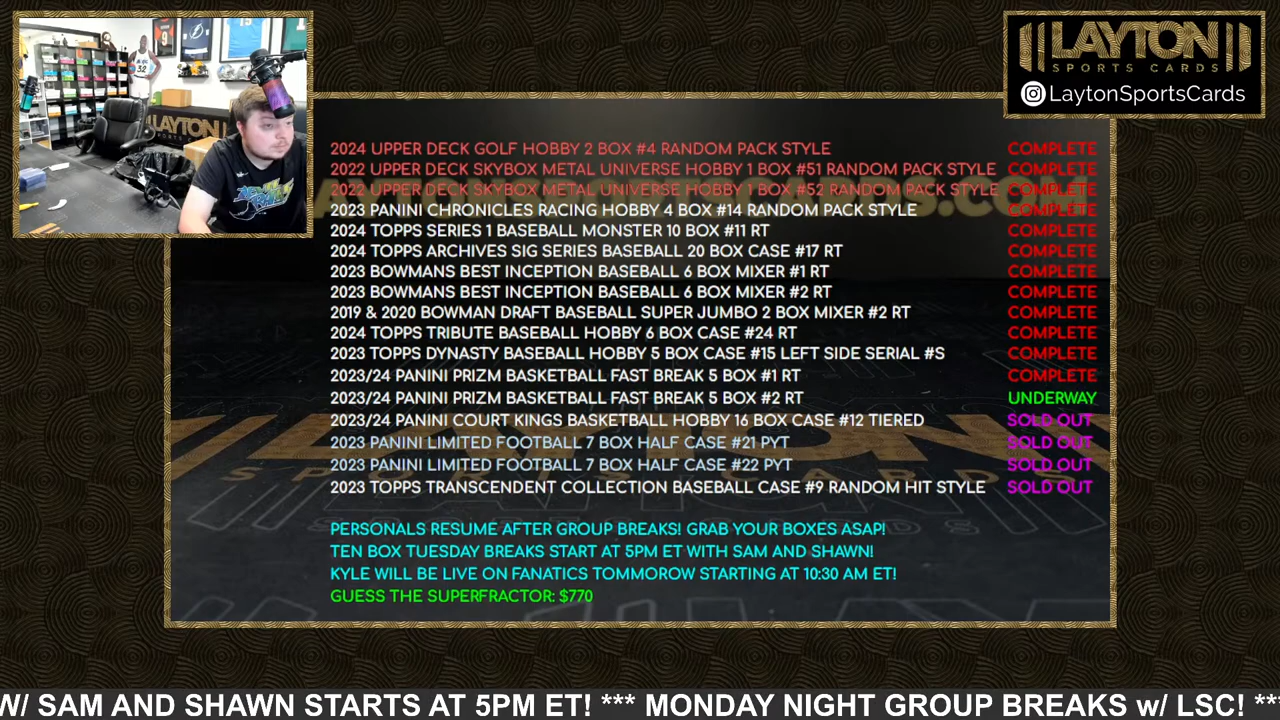 LAYTON
SPORTS CARDS
LaytonSportsCards
2024 UPPER DECK GOLF HOBBY 2 BOX #4 RANDOM PACK STYLE COMPLETE
2022 UPPER DECK SKYBOX METAL UNIVERSE HOBBY 1 BOX #51 RANDOM PACK STYLE COMPLETE
2022 UPPER DECK SKYBOX METAL UNIVERSE HOBBY 1 BOX #52 RANDOM PACK STYLE COMPLETE
2023 PANINI CHRONICLES RACING HOBBY 4 BOX #14 RANDOM PACK STYLE COMPLETE
2024 TOPPS SERIES 1 BASEBALL MONSTER 10 BOX #11 RT COMPLETE
2024 TOPPS ARCHIVES SIG SERIES BASEBALL 20 BOX CASE #17 RT COMPLETE
2023 BOWMANS BEST INCEPTION BASEBALL 6 BOX MIXER #1 RT COMPLETE
2023 BOWMANS BEST INCEPTION BASEBALL 6 BOX MIXER #2 RT COMPLETE
2019 & 2020 BOWMAN DRAFT BASEBALL SUPER JUMBO 2 BOX MIXER #2 RT COMPLETE
2024 TOPPS TRIBUTE BASEBALL HOBBY 6 BOX CASE #24 RT COMPLETE
2023 TOPPS DYNASTY BASEBALL HOBBY 5 BOX CASE #15 LEFT SIDE SERIAL #S COMPLETE
2023/24 PANINI PRIZM BASKETBALL FAST BREAK 5 BOX #1 RT COMPLETE
2023/24 PANINI PRIZM BASKETBALL FAST BREAK 5 BOX #2 RT UNDERWAY
2023/24 PANINI COURT KINGS BASKETBALL HOBBY 16 BOX CASE #12 TIERED SOLD OUT
2023 PANINI LIMITED FOOTBALL 7 BOX HALF CASE #21 PYT SOLD OUT
2023 PANINI LIMITED FOOTBALL 7 BOX HALF CASE #22 PYT SOLD OUT
2023 TOPPS TRANSCENDENT COLLECTION BASEBALL CASE #9 RANDOM HIT STYLE SOLD OUT
PERSONALS RESUME AFTER GROUP BREAKS! GRAB YOUR BOXES ASAP!
TEN BOX TUESDAY BREAKS START AT 5PM ET WITH SAM AND SHAWN!
KYLE WILL BE LIVE ON FANATICS TOMMOROW STARTING AT 10:30 AM ET!
GUESS THE SUPERFRACTOR: $770
W/ SAM AND SHAWN STARTS AT 5PM ET! *** MONDAY NIGHT GROUP BREAKS w/ LSC! **